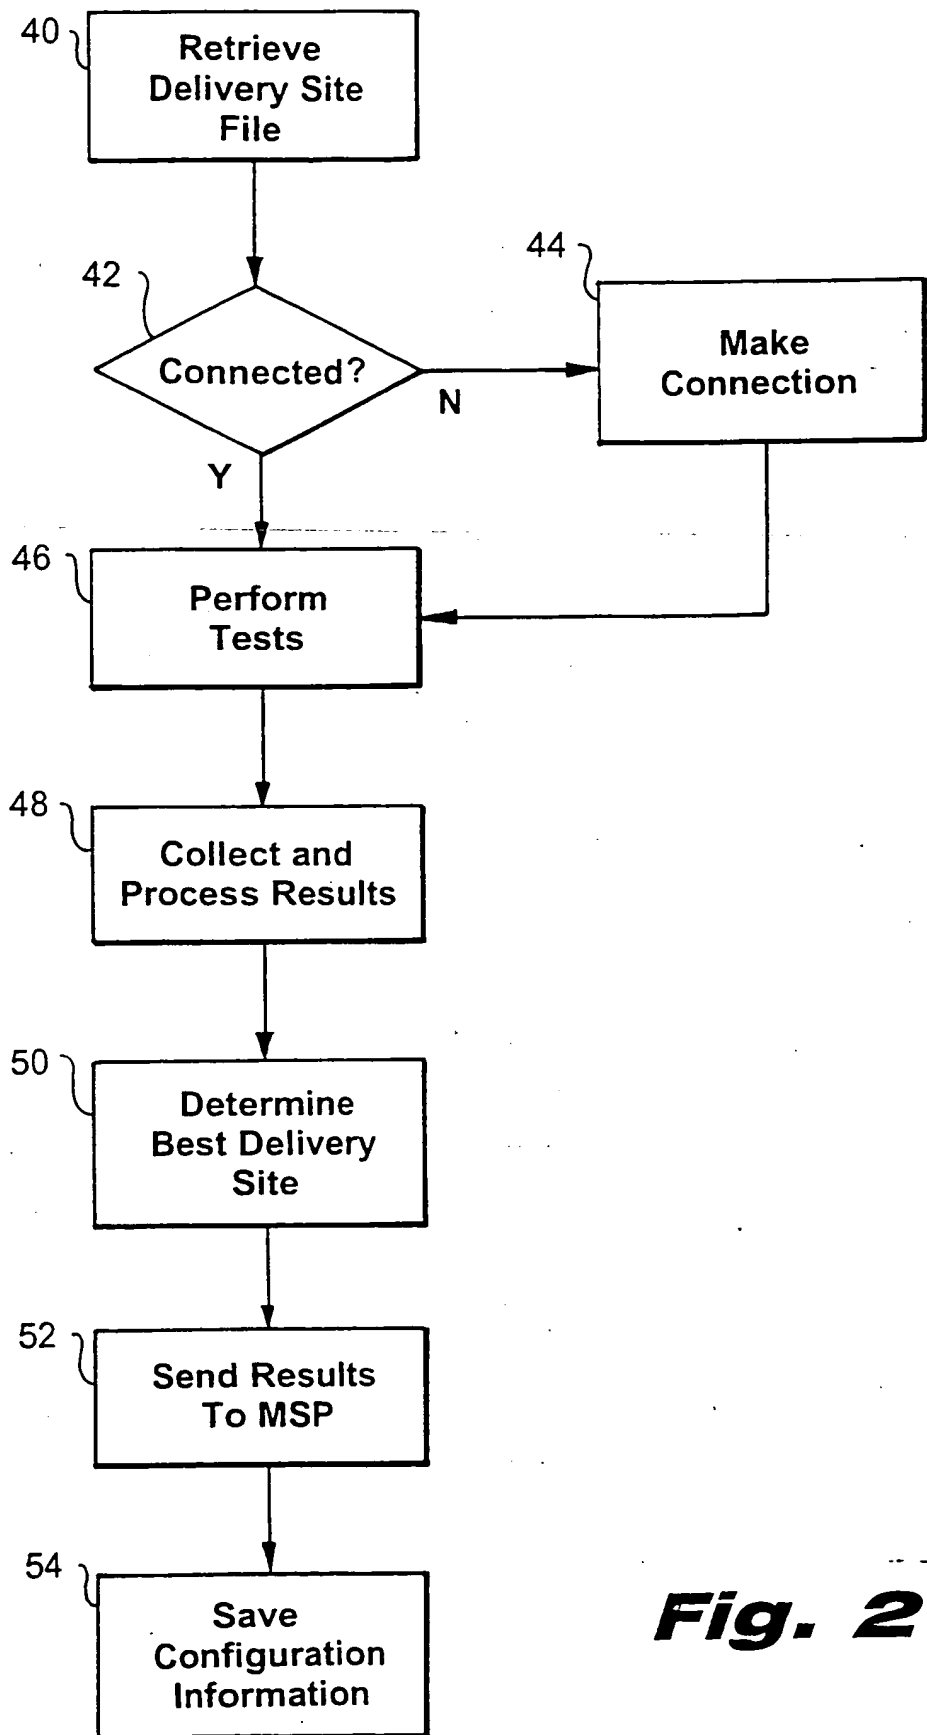 40
Retrieve
Delivery Site
File
42
Connected?
N
Y
44
Make
Connection
46
Perform
Tests
48
Collect and
Process Results
50
Determine
Best Delivery
Site
52
Send Results
To MSP
54
Save
Configuration
Information
Fig. 2